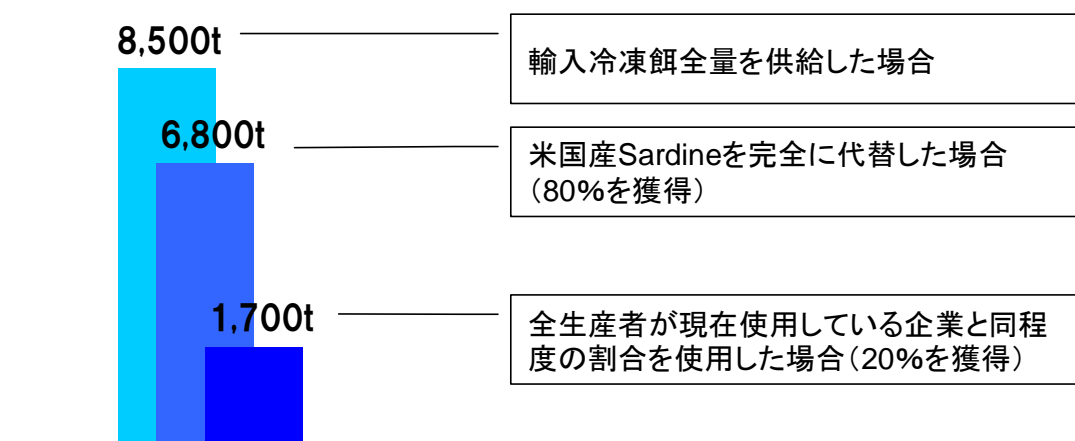 8,500t
輸入冷凍餌全量を供給した場合
6,800t
米国産Sardineを完全に代替した場合
（80%を獲得）
1,700t
全生産者が現在使用している企業と同程
度の割合を使用した場合（20%を獲得）